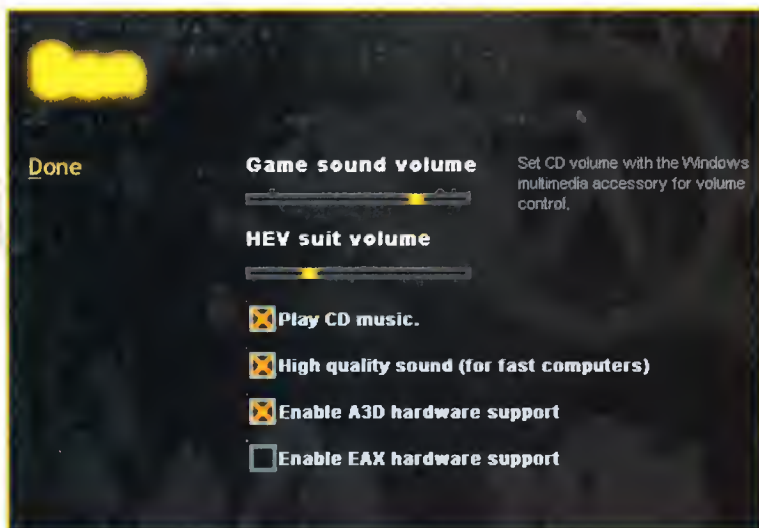 Done
Game sound volume
Set CD volume with the Windows
multimedia accessory for volume
control.
HEV suit volume
Play CD music.
High quality sound (for fast computers)
Enable A3D hardware support
Enable EAX hardware support